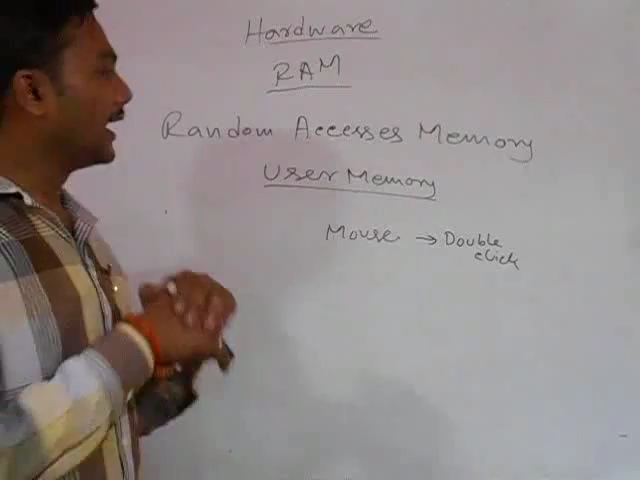 Hardware
RAM
Random Accesses Memory
User Memory
Mouse → Double
click